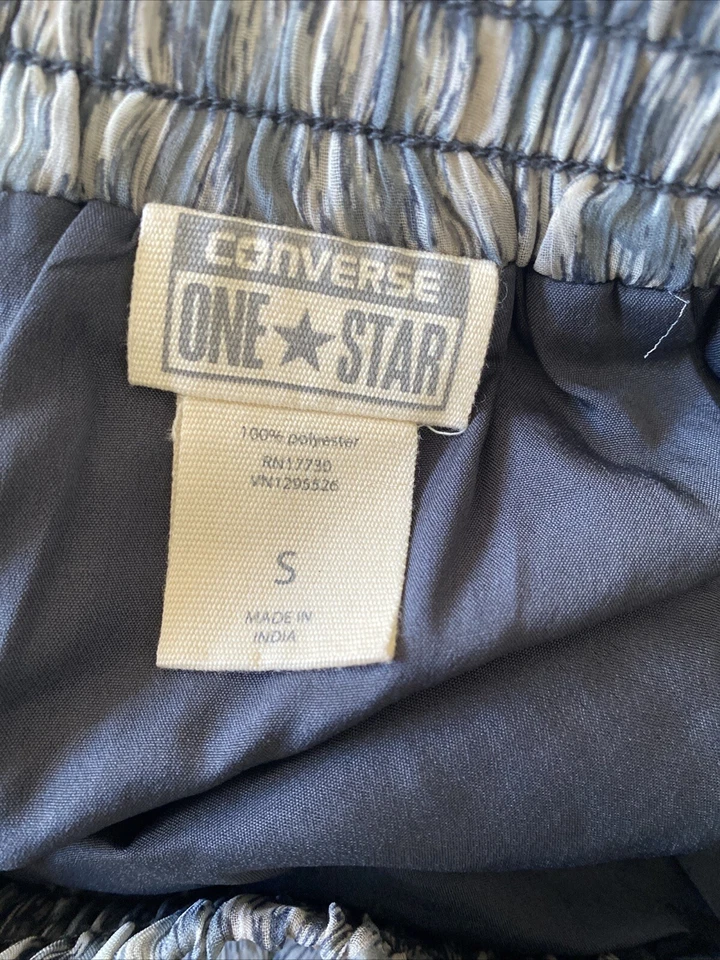 CONVERSE
ONE STAR
100% polyester
RN17730
VN1295526
S
MADE IN
INDIA